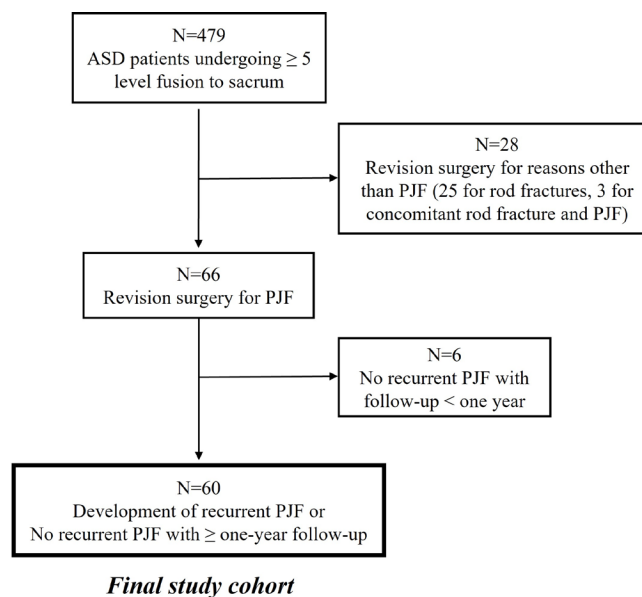 N=479
ASD patients undergoing ≥ 5
level fusion to sacrum
N=28
Revision surgery for reasons other
than PJF (25 for rod fractures, 3 for
concomitant rod fracture and PJF)
N=66
Revision surgery for PJF
N=6
No recurrent PJF with
follow-up < one year
N=60
Development of recurrent PJF or
No recurrent PJF with ≥ one-year follow-up
Final study cohort